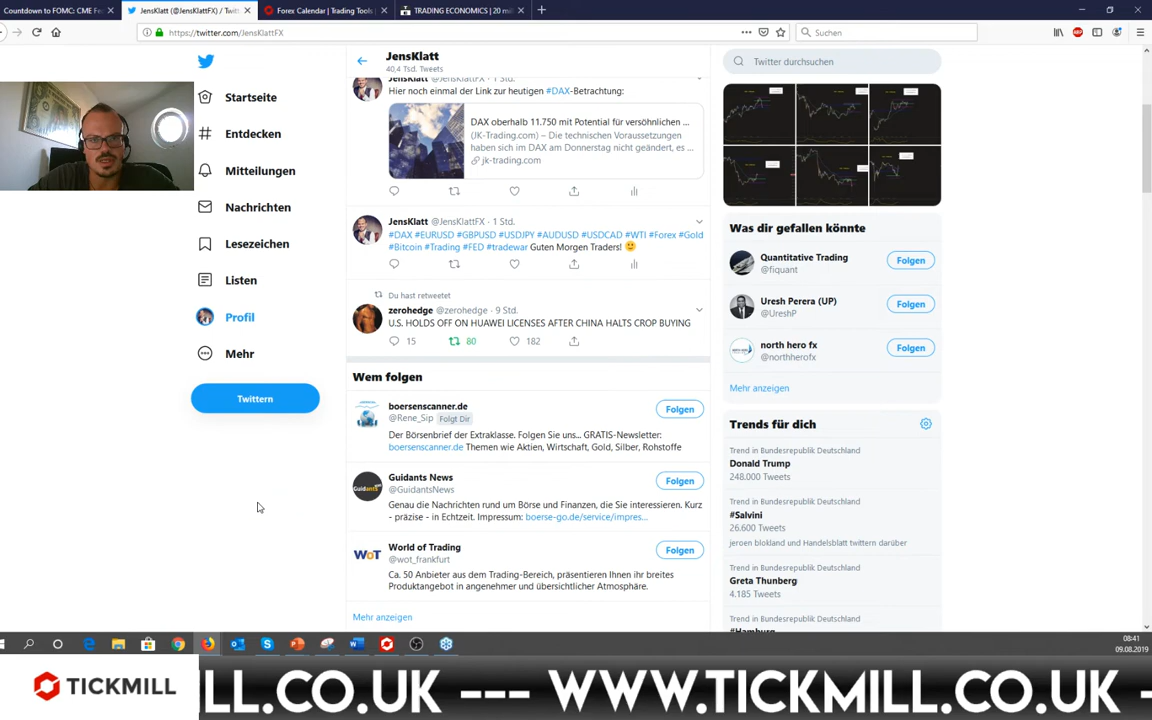 Countdown to FOMC: CME Fe
JensKlatt (@JensKlattFX) / Twi
Forex Calendar | Trading Tools |
TRADING ECONOMICS | 20 mi
https://twitter.com/JensKlattFX
Suchen
Startseite
Entdecken
Mitteilungen
Nachrichten
Lesezeichen
Listen
Profil
Mehr
Twittern
JensKlatt
40,4 Tsd. Tweets
JensKlatt @JensKlattFX · 1 Std.
Hier noch einmal der Link zur heutigen #DAX-Betrachtung:
DAX oberhalb 11.750 mit Potential für versöhnlichen ...
(JK-Trading.com) – Die technischen Voraussetzungen
haben sich im DAX am Donnerstag nicht geändert, es ...
jk-trading.com
JensKlatt @JensKlattFX · 1 Std.
#DAX #EURUSD #GBPUSD #USDJPY #AUDUSD #USDCAD #WTI #Forex #Gold
#Bitcoin #Trading #FED #tradewar Guten Morgen Traders! 🙂
Du hast retweetet
zerohedge @zerohedge · 9 Std.
U.S. HOLDS OFF ON HUAWEI LICENSES AFTER CHINA HALTS CROP BUYING
15 80 182
Wem folgen
boersenscanner.de
@Rene_Sip Folgt Dir
Folgen
Der Börsenbrief der Extraklasse. Folgen Sie uns... GRATIS-Newsletter:
boersenscanner.de Themen wie Aktien, Wirtschaft, Gold, Silber, Rohstoffe
Guidants News
@GuidantsNews
Folgen
Genau die Nachrichten rund um Börse und Finanzen, die Sie interessieren. Kurz
- präzise - in Echtzeit. Impressum: boerse-go.de/service/impres...
World of Trading
@wot_frankfurt
Folgen
Ca. 50 Anbieter aus dem Trading-Bereich, präsentieren Ihnen ihr breites
Produktangebot in angenehmer und übersichtlicher Atmosphäre.
Mehr anzeigen
Twitter durchsuchen
Was dir gefallen könnte
Quantitative Trading
@fiquant
Folgen
Uresh Perera (UP)
@UreshP
Folgen
north hero fx
@northherofx
Folgen
Mehr anzeigen
Trends für dich
Trend in Bundesrepublik Deutschland
Donald Trump
248.000 Tweets
Trend in Bundesrepublik Deutschland
#Salvini
26.600 Tweets
jeroen blokland und Handelsblatt twittern darüber
Trend in Bundesrepublik Deutschland
Greta Thunberg
4.185 Tweets
Trend in Bundesrepublik Deutschland
#Hamburg
08:41
09.08.2019
TICKMILL
LL.CO.UK --- WWW.TICKMILL.CO.UK -